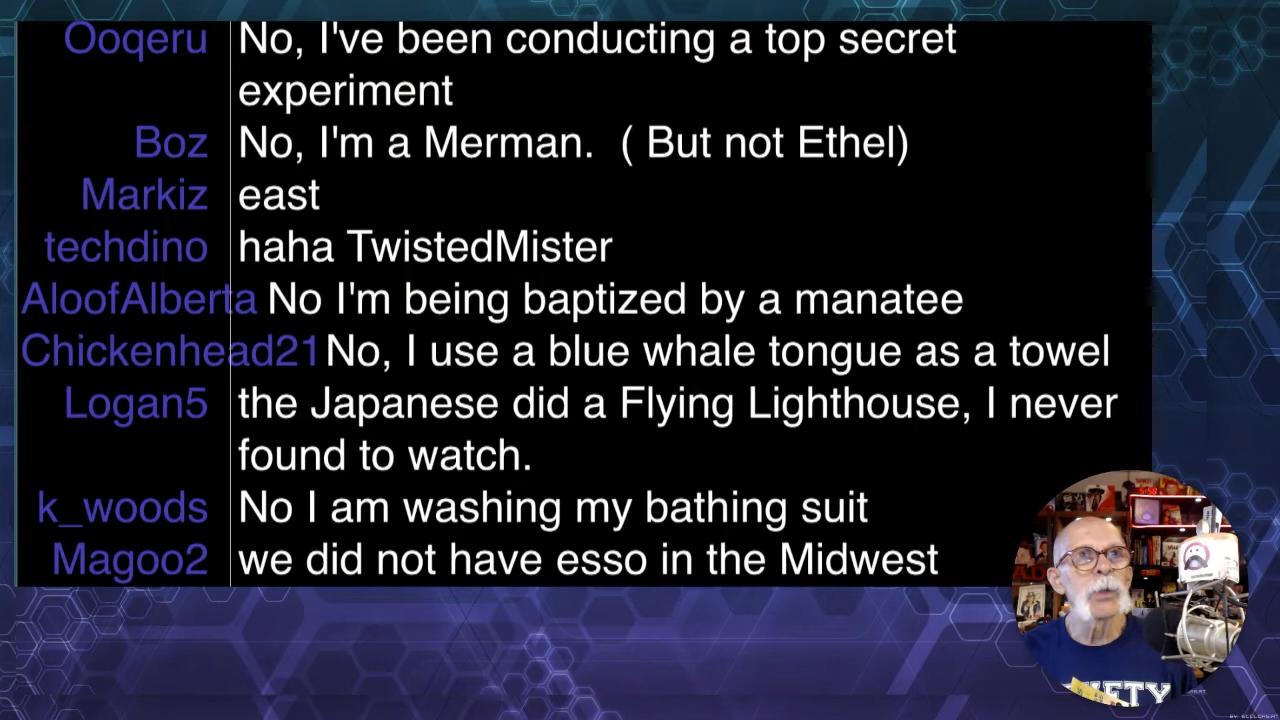 Ooqeru No, I've been conducting a top secret
experiment
Boz No, I'm a Merman.  ( But not Ethel)
Markiz east
techdino haha TwistedMister
AloofAlberta No I'm being baptized by a manatee
Chickenhead21 No, I use a blue whale tongue as a towel
Logan5 the Japanese did a Flying Lighthouse, I never
found to watch.
k_woods No I am washing my bathing suit
Magoo2 we did not have esso in the Midwest